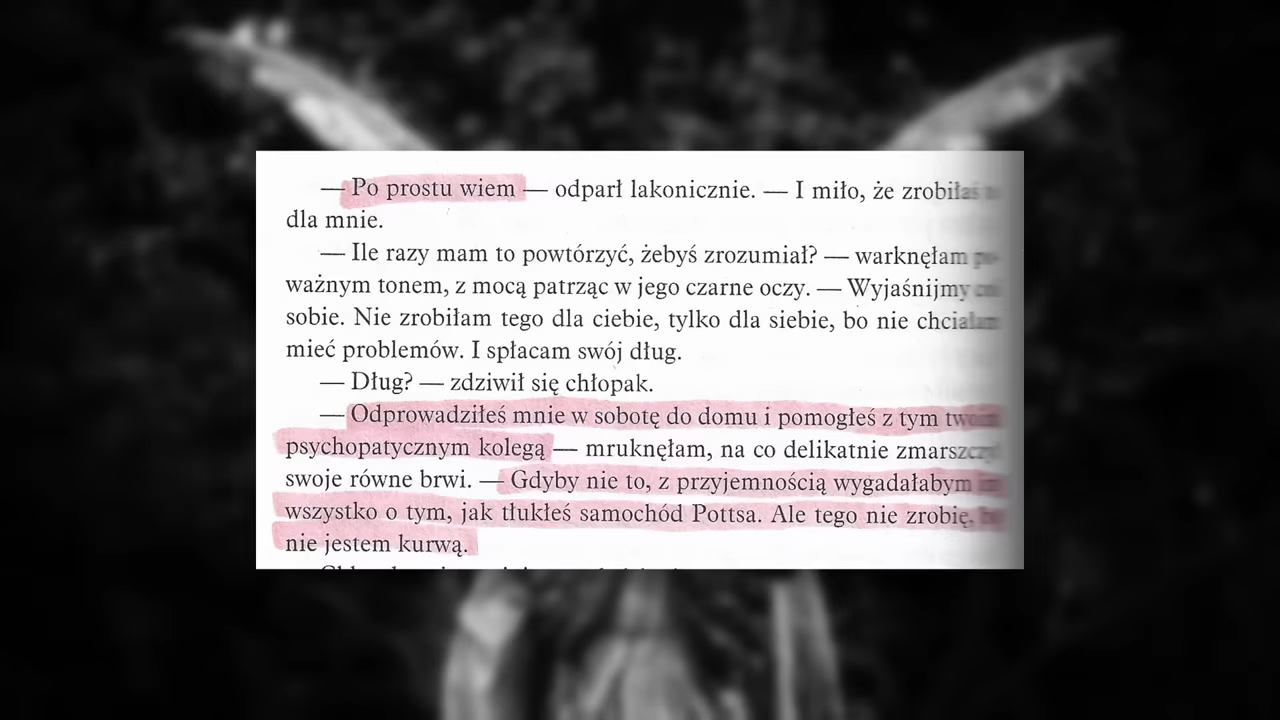 — Po prostu wiem — odparł lakonicznie. — I miło, że zrobiłaś
dla mnie.
— Ile razy mam to powtórzyć, żebyś zrozumiał? — warknęłam
ważnym tonem, z mocą patrząc w jego czarne oczy. — Wyjaśnijmy
sobie. Nie zrobiłam tego dla ciebie, tylko dla siebie, bo nie chciałam
mieć problemów. I spłacam swój dług.
— Dług? — zdziwił się chłopak.
— Odprowadziłeś mnie w sobotę do domu i pomogłeś z tym twoim
psychopatycznym kolegą — mruknęłam, na co delikatnie zmarszczył
swoje równe brwi. — Gdyby nie to, z przyjemnością wygadałabym
wszystko o tym, jak tłukłeś samochód Pottsa. Ale tego nie zrobię,
nie jestem kurwą.